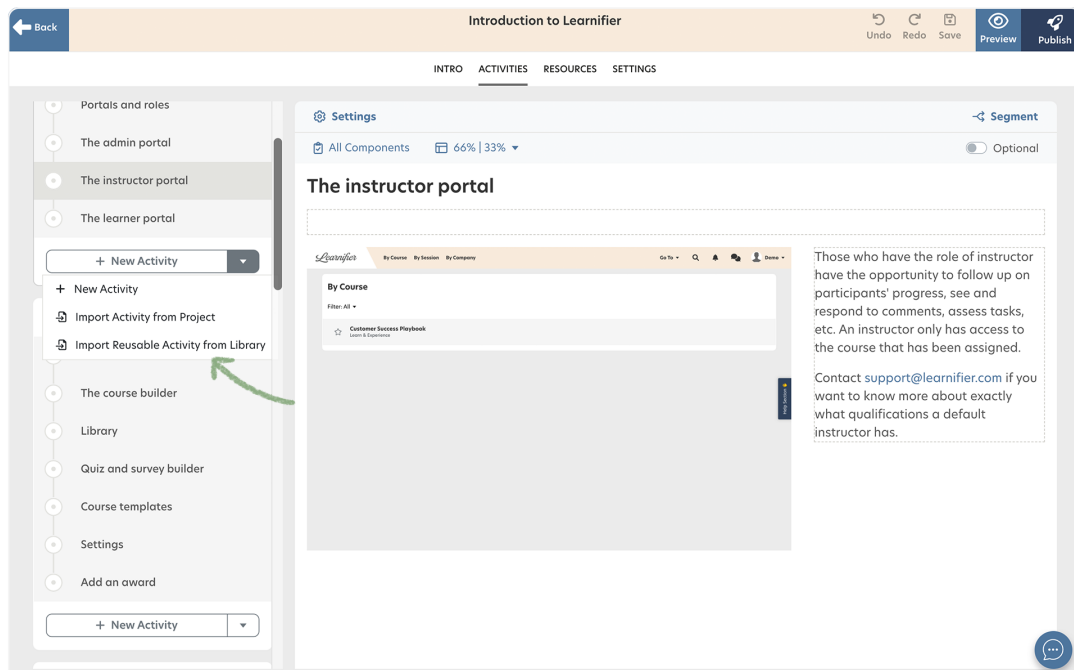 Back
Introduction to Learnifier
Undo Redo Save Preview Publish
INTRO ACTIVITIES RESOURCES SETTINGS
Portals and roles
The admin portal
The instructor portal
The learner portal
+ New Activity
+ New Activity
Import Activity from Project
Import Reusable Activity from Library
The course builder
Library
Quiz and survey builder
Course templates
Settings
Add an award
+ New Activity
Settings
Segment
All Components 66% | 33%
Optional
The instructor portal
Learnifier By Course By Session By Company Go To Demo
By Course
Filter: All
Customer Success Playbook
Learn & Experience
Help Section
Those who have the role of instructor
have the opportunity to follow up on
participants' progress, see and
respond to comments, assess tasks,
etc. An instructor only has access to
the course that has been assigned.
Contact support@learnifier.com if you
want to know more about exactly
what qualifications a default
instructor has.